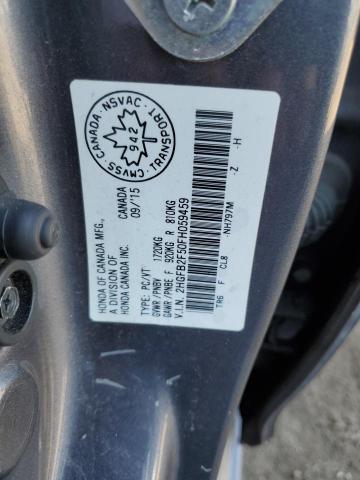 CMVSS · CANADA · NSVAC
942
TRANSPORT
HONDA OF CANADA MFG.,
A DIVISION OF
HONDA CANADA INC.
CANADA
09/'15
TYPE: PC/VT
GVWR/PNBV 1720KG
GAWR/PNBE F 920KG R 810KG
V.I.N. 2HGFB2F50FH059459
TR6 F CL8 -NH797M -Z -H